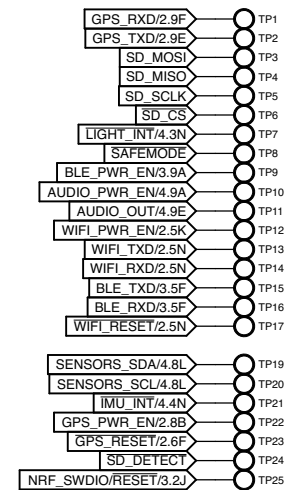 GPS_RXD/2.9F TP1
GPS_TXD/2.9E TP2
SD_MOSI TP3
SD_MISO TP4
SD_SCLK TP5
SD_CS TP6
LIGHT_INT/4.3N TP7
SAFEMODE TP8
BLE_PWR_EN/3.9A TP9
AUDIO_PWR_EN/4.9A TP10
AUDIO_OUT/4.9E TP11
WIFI_PWR_EN/2.5K TP12
WIFI_TXD/2.5N TP13
WIFI_RXD/2.5N TP14
BLE_TXD/3.5F TP15
BLE_RXD/3.5F TP16
WIFI_RESET/2.5N TP17
SENSORS_SDA/4.8L TP19
SENSORS_SCL/4.8L TP20
IMU_INT/4.4N TP21
GPS_PWR_EN/2.8B TP22
GPS_RESET/2.6F TP23
SD_DETECT TP24
NRF_SWDIO/RESET/3.2J TP25